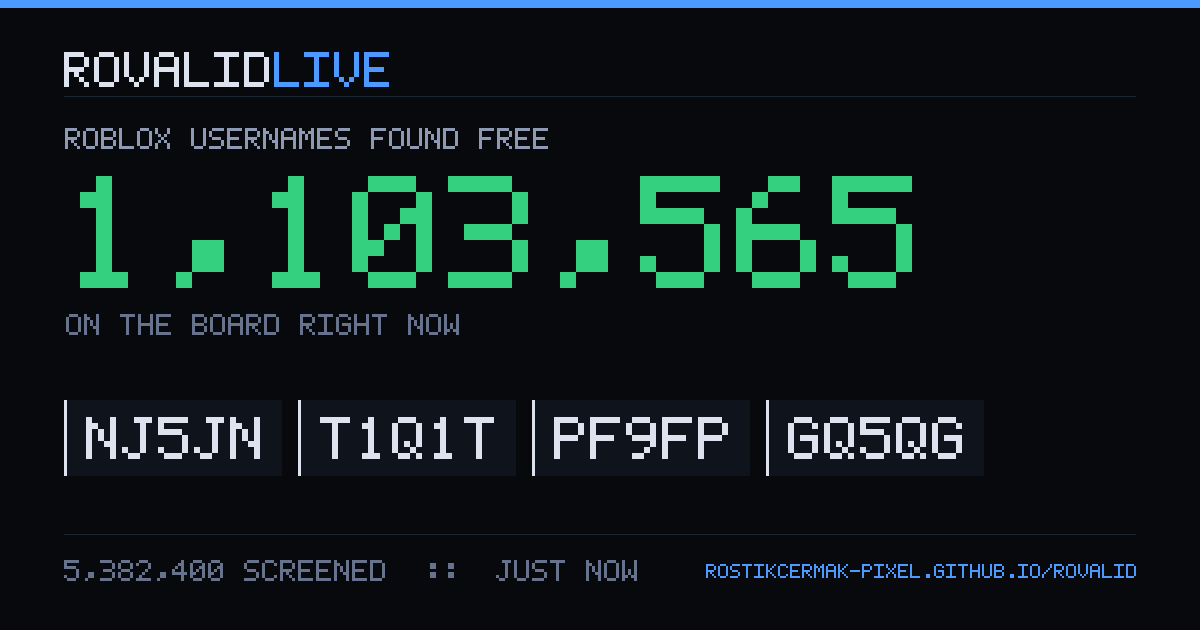 ROVALIDLIVE
ROBLOX USERNAMES FOUND FREE
1,103,565
ON THE BOARD RIGHT NOW
NJ5JN T1Q1T PF9FP GQ5QG
5,382,400 SCREENED :: JUST NOW ROSTIKCERMAK-PIXEL.GITHUB.IO/ROVALID